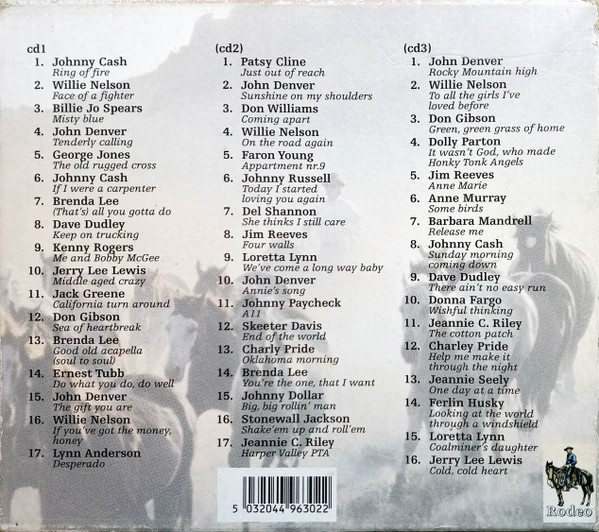 cd1
1. Johnny Cash
Ring of fire
2. Willie Nelson
Face of a fighter
3. Billie Jo Spears
Misty blue
4. John Denver
Tenderly calling
5. George Jones
The old rugged cross
6. Johnny Cash
If I were a carpenter
7. Brenda Lee
(That's) all you gotta do
8. Dave Dudley
Keep on trucking
9. Kenny Rogers
Me and Bobby McGee
10. Jerry Lee Lewis
Middle aged crazy
11. Jack Greene
California turn around
12. Don Gibson
Sea of heartbreak
13. Brenda Lee
Good old acapella
(soul to soul)
14. Ernest Tubb
Do what you do, do well
15. John Denver
The gift you are
16. Willie Nelson
If you've got the money,
honey
17. Lynn Anderson
Desperado
(cd2)
1. Patsy Cline
Just out of reach
2. John Denver
Sunshine on my shoulders
3. Don Williams
Coming apart
4. Willie Nelson
On the road again
5. Faron Young
Appartment nr.9
6. Johnny Russell
Today I started
loving you again
7. Del Shannon
She thinks I still care
8. Jim Reeves
Four walls
9. Loretta Lynn
We've come a long way baby
10. John Denver
Annie's song
11. Johnny Paycheck
A11
12. Skeeter Davis
End of the world
13. Charly Pride
Oklahoma morning
14. Brenda Lee
You're the one, that I want
15. Johnny Dollar
Big, big rollin' man
16. Stonewall Jackson
Shake'em up and roll'em
17. Jeannie C. Riley
Harper Valley PTA
(cd3)
1. John Denver
Rocky Mountain high
2. Willie Nelson
To all the girls I've
loved before
3. Don Gibson
Green, green grass of home
4. Dolly Parton
It wasn't God, who made
Honky Tonk Angels
5. Jim Reeves
Anne Marie
6. Anne Murray
Some birds
7. Barbara Mandrell
Release me
8. Johnny Cash
Sunday morning
coming down
9. Dave Dudley
There ain't no easy run
10. Donna Fargo
Wishful thinking
11. Jeannie C. Riley
The cotton patch
12. Charley Pride
Help me make it
through the night
13. Jeannie Seely
One day at a time
14. Ferlin Husky
Looking at the world
through a windshield
15. Loretta Lynn
Coalminer's daughter
16. Jerry Lee Lewis
Cold, cold heart
5 032044 963022
Rodeo